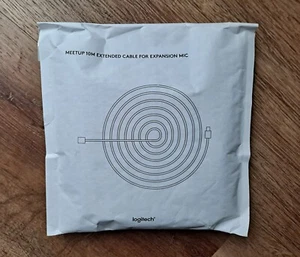 MEETUP 10M EXTENDED CABLE FOR EXPANSION MIC
logitech